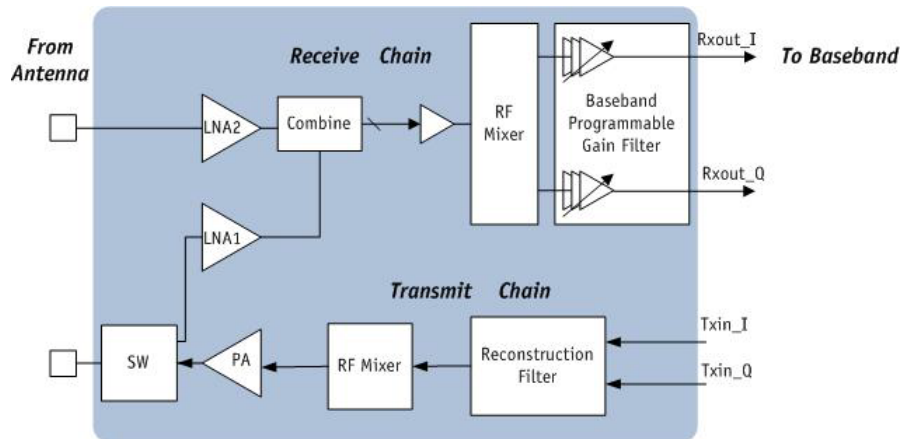 From
Antenna
Receive Chain
Rxout_I
To Baseband
LNA2
Combine
RF
Mixer
Baseband
Programmable
Gain Filter
Rxout_Q
LNA1
Transmit Chain
Txin_I
SW
PA
RF Mixer
Reconstruction
Filter
Txin_Q